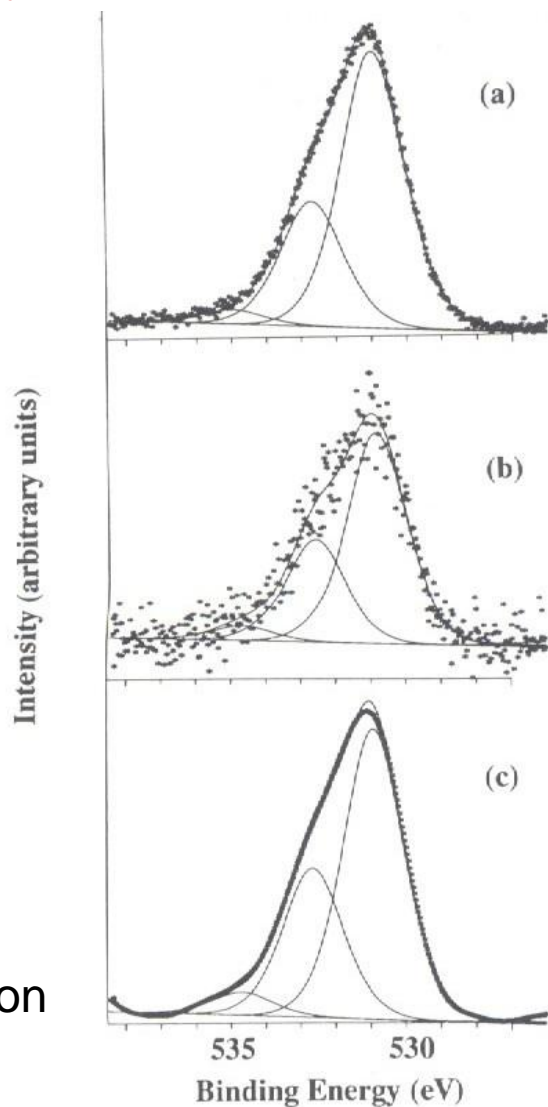 (a)
(b)
(c)
Intensity (arbitrary units)
on
535 530
Binding Energy (eV)